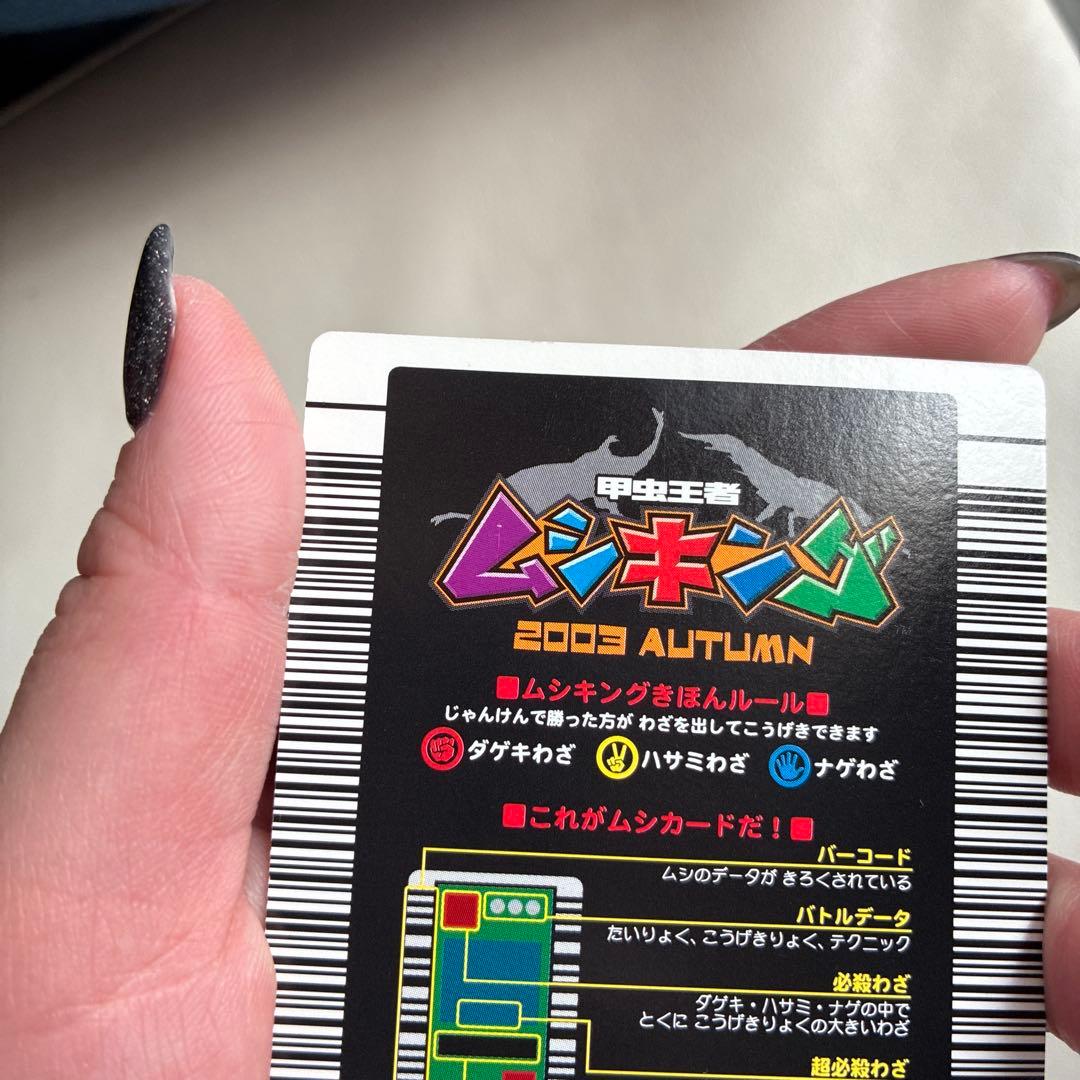 甲虫王者
ムシキング
TM
2003 AUTUMN
ムシキングきほんルール
じゃんけんで勝った方が わざを出してこうげきできます
ダゲキわざ ハサミわざ ナゲわざ
これがムシカードだ！
バーコード
ムシのデータが きろくされている
バトルデータ
たいりょく、こうげきりょく、テクニック
必殺わざ
ダゲキ・ハサミ・ナゲの中で
とくに こうげきりょくの大きいわざ
超必殺わざ